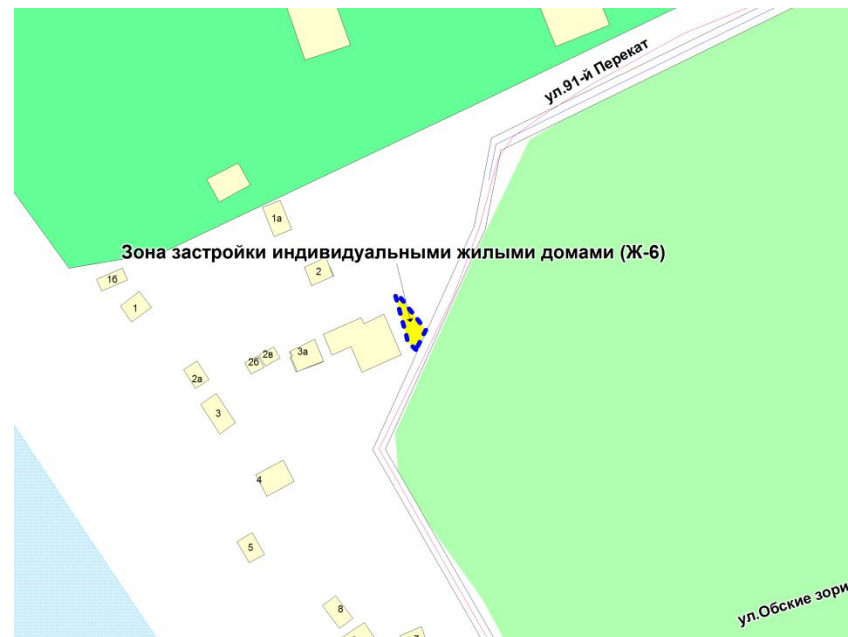 ул.91-й Перекат
1а
Зона застройки индивидуальными жилыми домами (Ж-6)
2
1б
1
2в
3а
2б
2а
3
4
5
8
7
ул.Обские зори